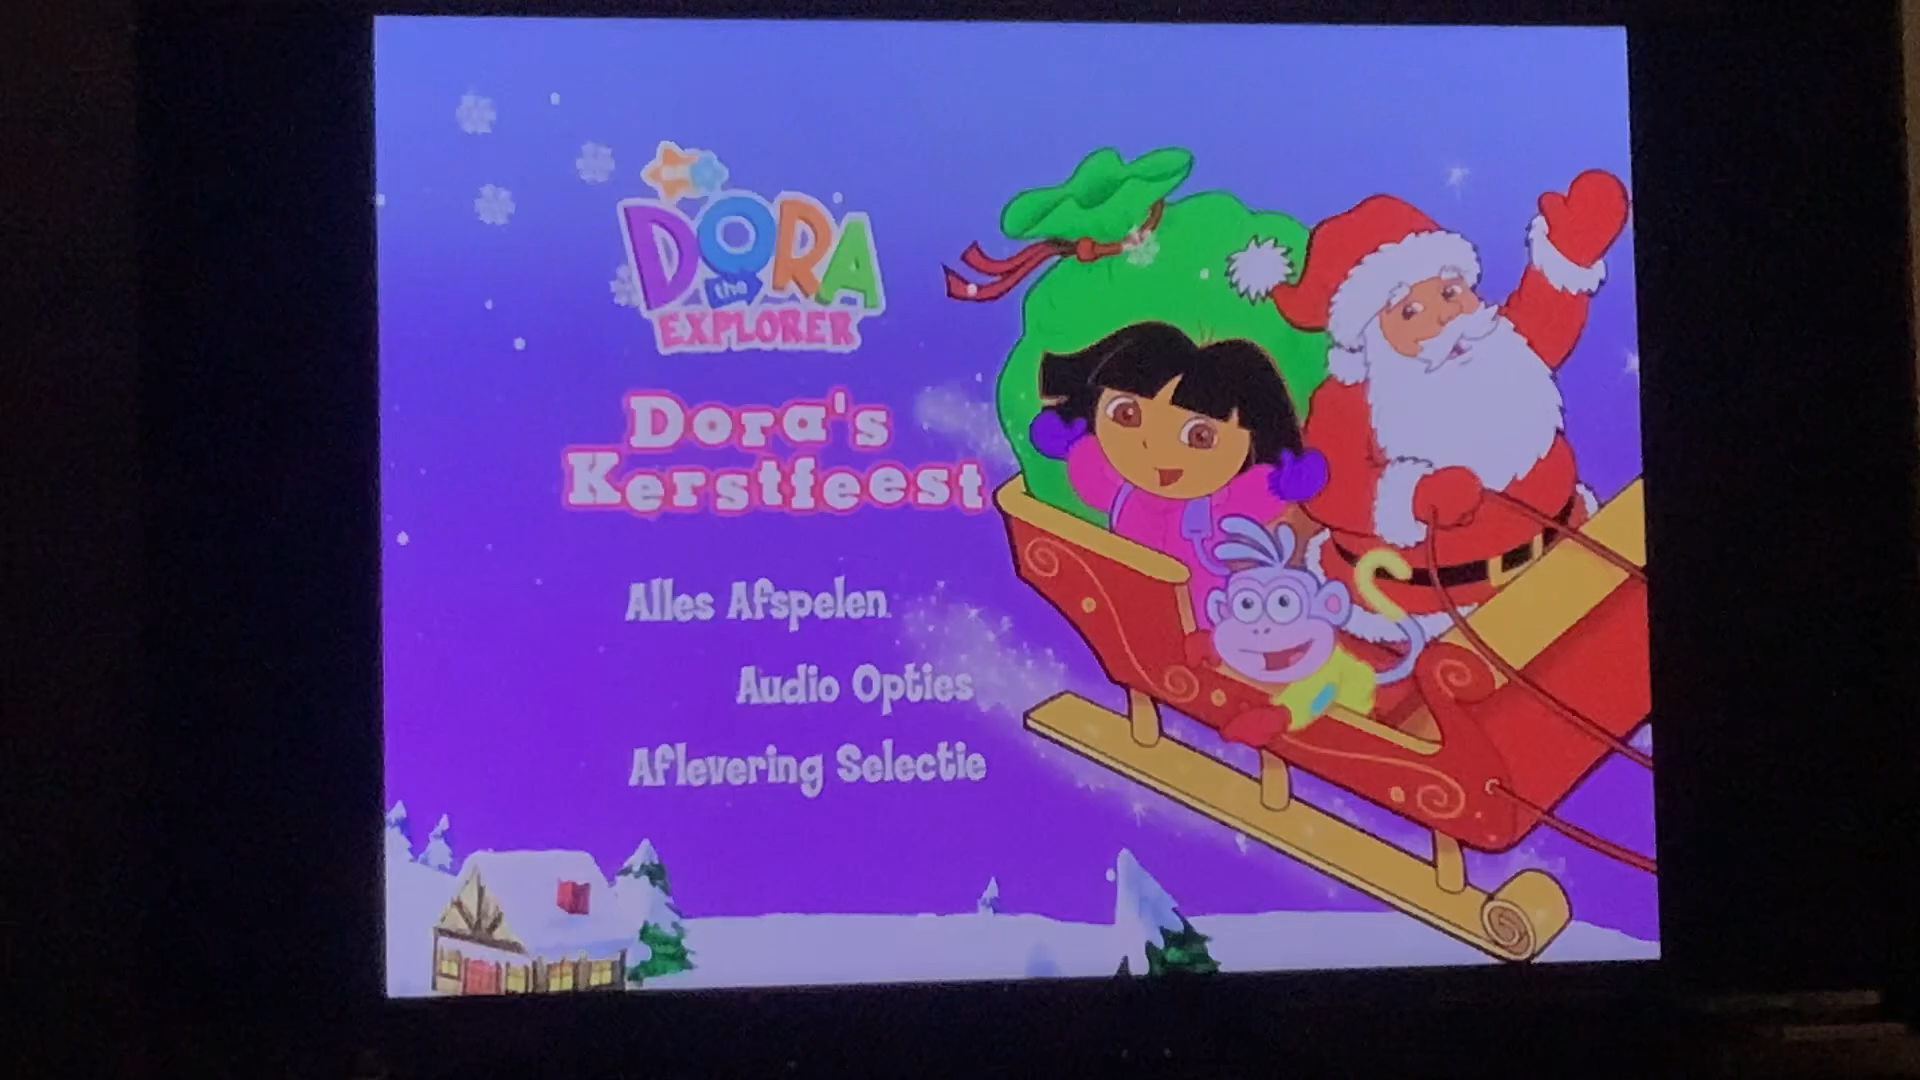 DORA
the
EXPLORER
Dora's
Kerstfeest
Alles Afspelen
Audio Opties
Aflevering Selectie